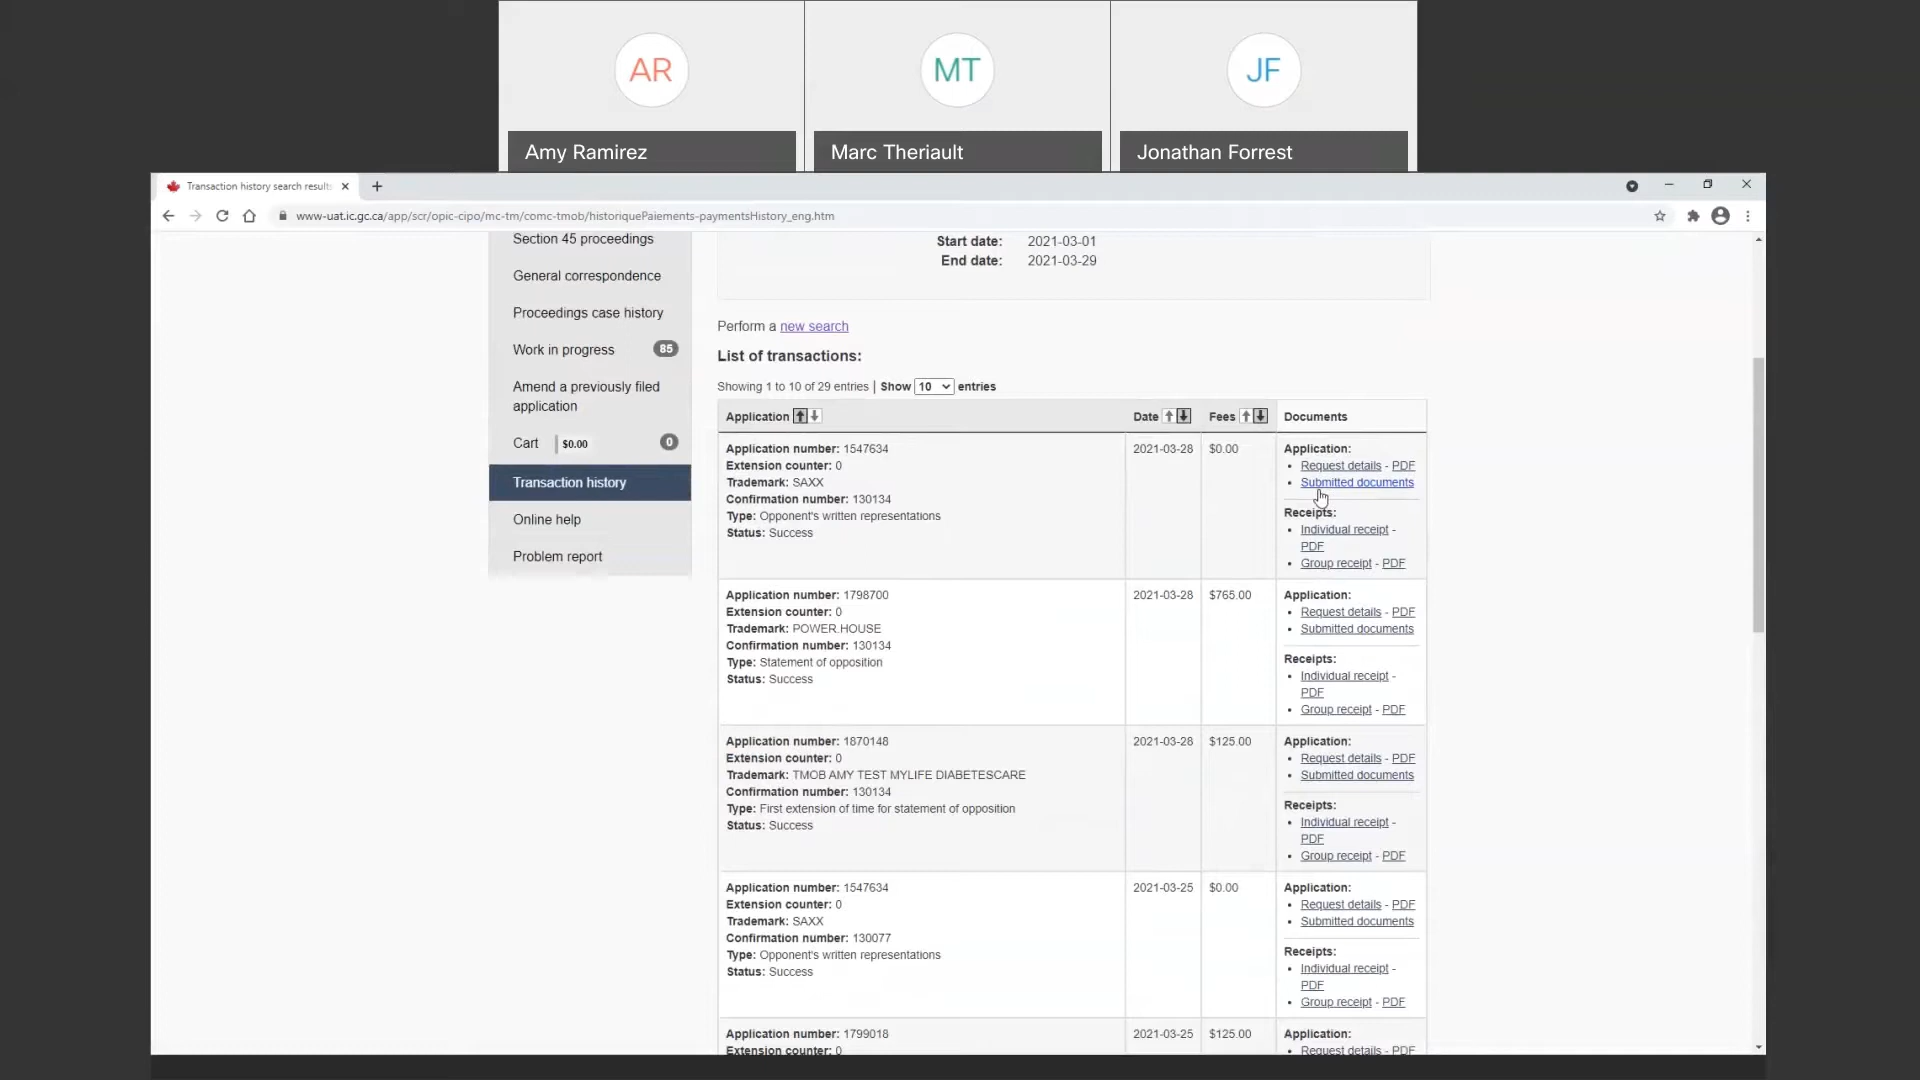 AR
MT
JF
Amy Ramirez
Marc Theriault
Jonathan Forrest
Transaction history search result
www-uat.ic.gc.ca/app/scr/opic-cipo/mc-tm/comc-tmob/historiquePaiements-paymentsHistory_eng.htm
Section 45 proceedings
General correspondence
Proceedings case history
Work in progress 85
Amend a previously filed
application
Cart $0.00 0
Transaction history
Online help
Problem report
Start date: 2021-03-01
End date: 2021-03-29
Perform a new search
List of transactions:
Showing 1 to 10 of 29 entries | Show 10 entries
Application Date Fees Documents
Application number: 1547634
Extension counter: 0
Trademark: SAXX
Confirmation number: 130134
Type: Opponent's written representations
Status: Success
2021-03-28
$0.00
Application:
• Request details - PDF
• Submitted documents
Receipts:
• Individual receipt -
PDF
• Group receipt - PDF
Application number: 1798700
Extension counter: 0
Trademark: POWER.HOUSE
Confirmation number: 130134
Type: Statement of opposition
Status: Success
2021-03-28
$765.00
Application:
• Request details - PDF
• Submitted documents
Receipts:
• Individual receipt -
PDF
• Group receipt - PDF
Application number: 1870148
Extension counter: 0
Trademark: TMOB AMY TEST MYLIFE DIABETESCARE
Confirmation number: 130134
Type: First extension of time for statement of opposition
Status: Success
2021-03-28
$125.00
Application:
• Request details - PDF
• Submitted documents
Receipts:
• Individual receipt -
PDF
• Group receipt - PDF
Application number: 1547634
Extension counter: 0
Trademark: SAXX
Confirmation number: 130077
Type: Opponent's written representations
Status: Success
2021-03-25
$0.00
Application:
• Request details - PDF
• Submitted documents
Receipts:
• Individual receipt -
PDF
• Group receipt - PDF
Application number: 1799018
Extension counter: 0
2021-03-25
$125.00
Application:
• Request details - PDF